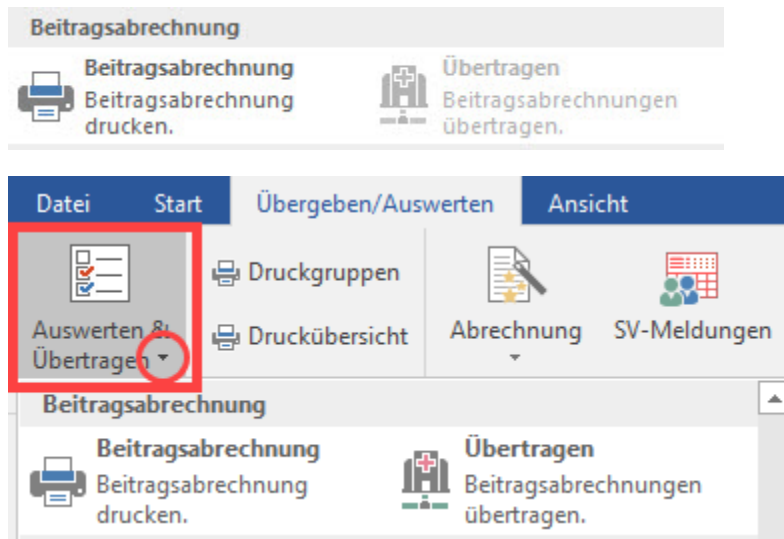 Beitragsabrechnung
Beitragsabrechnung
Beitragsabrechnung
drucken.
Übertragen
Beitragsabrechnungen
übertragen.
Datei Start Übergeben/Auswerten Ansicht
Auswerten &
Übertragen
Druckgruppen
Druckübersicht
Abrechnung
SV-Meldungen
Beitragsabrechnung
Beitragsabrechnung
Beitragsabrechnung
drucken.
Übertragen
Beitragsabrechnungen
übertragen.